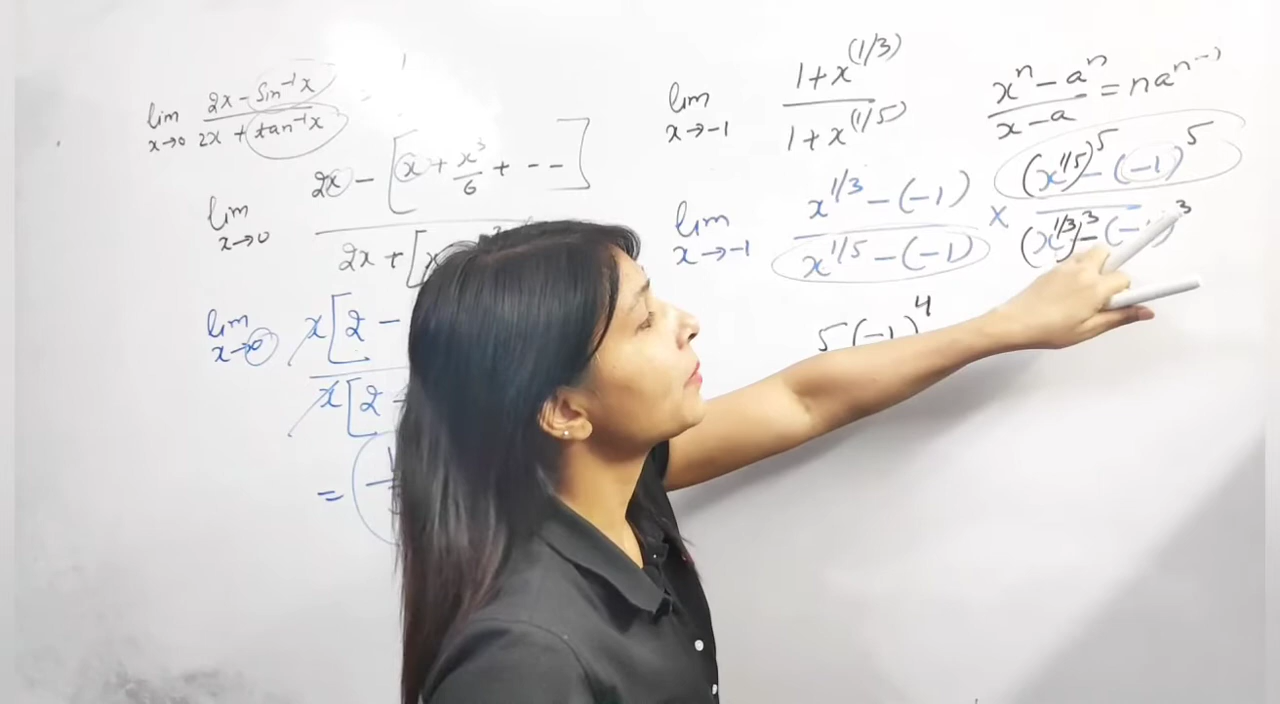 lim x→0 (2x - Sin⁻¹x)/(2x + tan⁻¹x) =
lim x→0 (2x - [x + x³/6 + --])/(2x + [x
lim x→0 x[2 -
x[2 -
=
lim x→-1 (1+x^(1/3))/(1+x^(1/5))
(xⁿ - aⁿ)/(x-a) = naⁿ⁻¹
lim x→-1 (x^1/3 - (-1))/(x^1/5 - (-1)) × ((x^1/5)⁵ - (-1)⁵)/((x^1/3)³ - (-1)³
5(-1)⁴